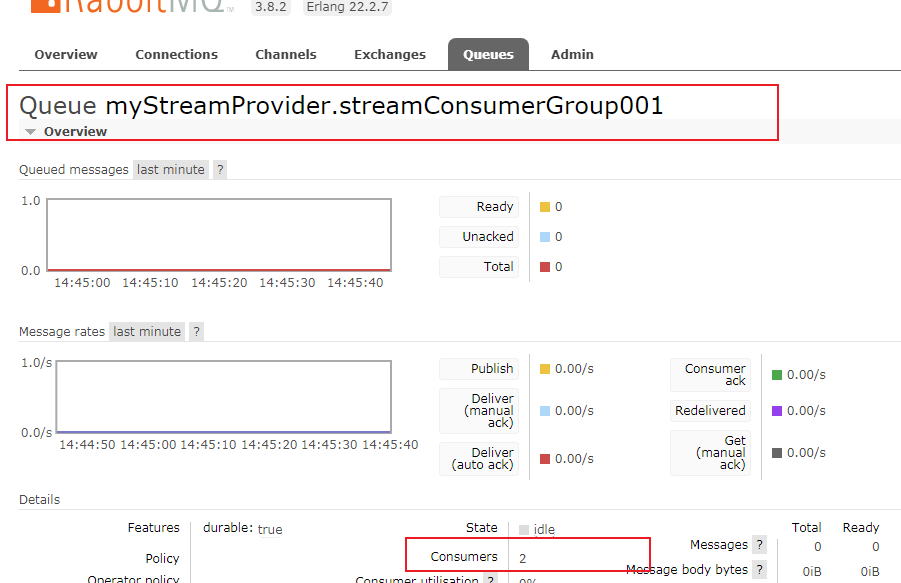 RabbitMQ TM 3.8.2 Erlang 22.2.7
Overview Connections Channels Exchanges Queues Admin
Queue myStreamProvider.streamConsumerGroup001
Overview
Queued messages last minute ?
1.0
0.0
14:45:00 14:45:10 14:45:20 14:45:30 14:45:40
Ready 0
Unacked 0
Total 0
Message rates last minute ?
1.0/s
0.0/s
14:44:50 14:45:00 14:45:10 14:45:20 14:45:30 14:45:40
Publish 0.00/s
Deliver
(manual
ack)
0.00/s
Deliver
(auto ack)
0.00/s
Consumer
ack
0.00/s
Redelivered 0.00/s
Get
(manual
ack)
0.00/s
Details
Features durable: true
Policy
Operator policy
State idle
Consumers 2
Consumer utilisation ? 0%
Total Ready
Messages ? 0 0
Message body bytes ? 0iB 0iB